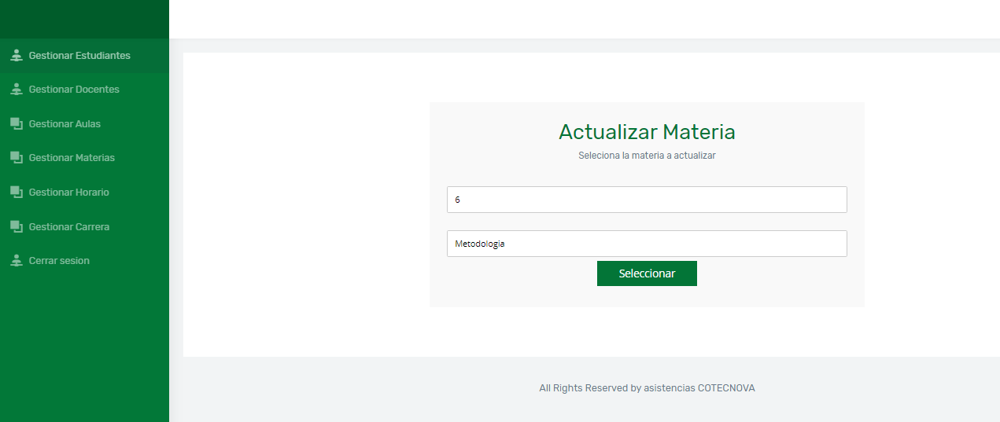 Gestionar Estudiantes
Gestionar Docentes
Gestionar Aulas
Gestionar Materias
Gestionar Horario
Gestionar Carrera
Cerrar sesion
Actualizar Materia
Seleciona la materia a actualizar
6
Metodologia
Seleccionar
All Rights Reserved by asistencias COTECNOVA